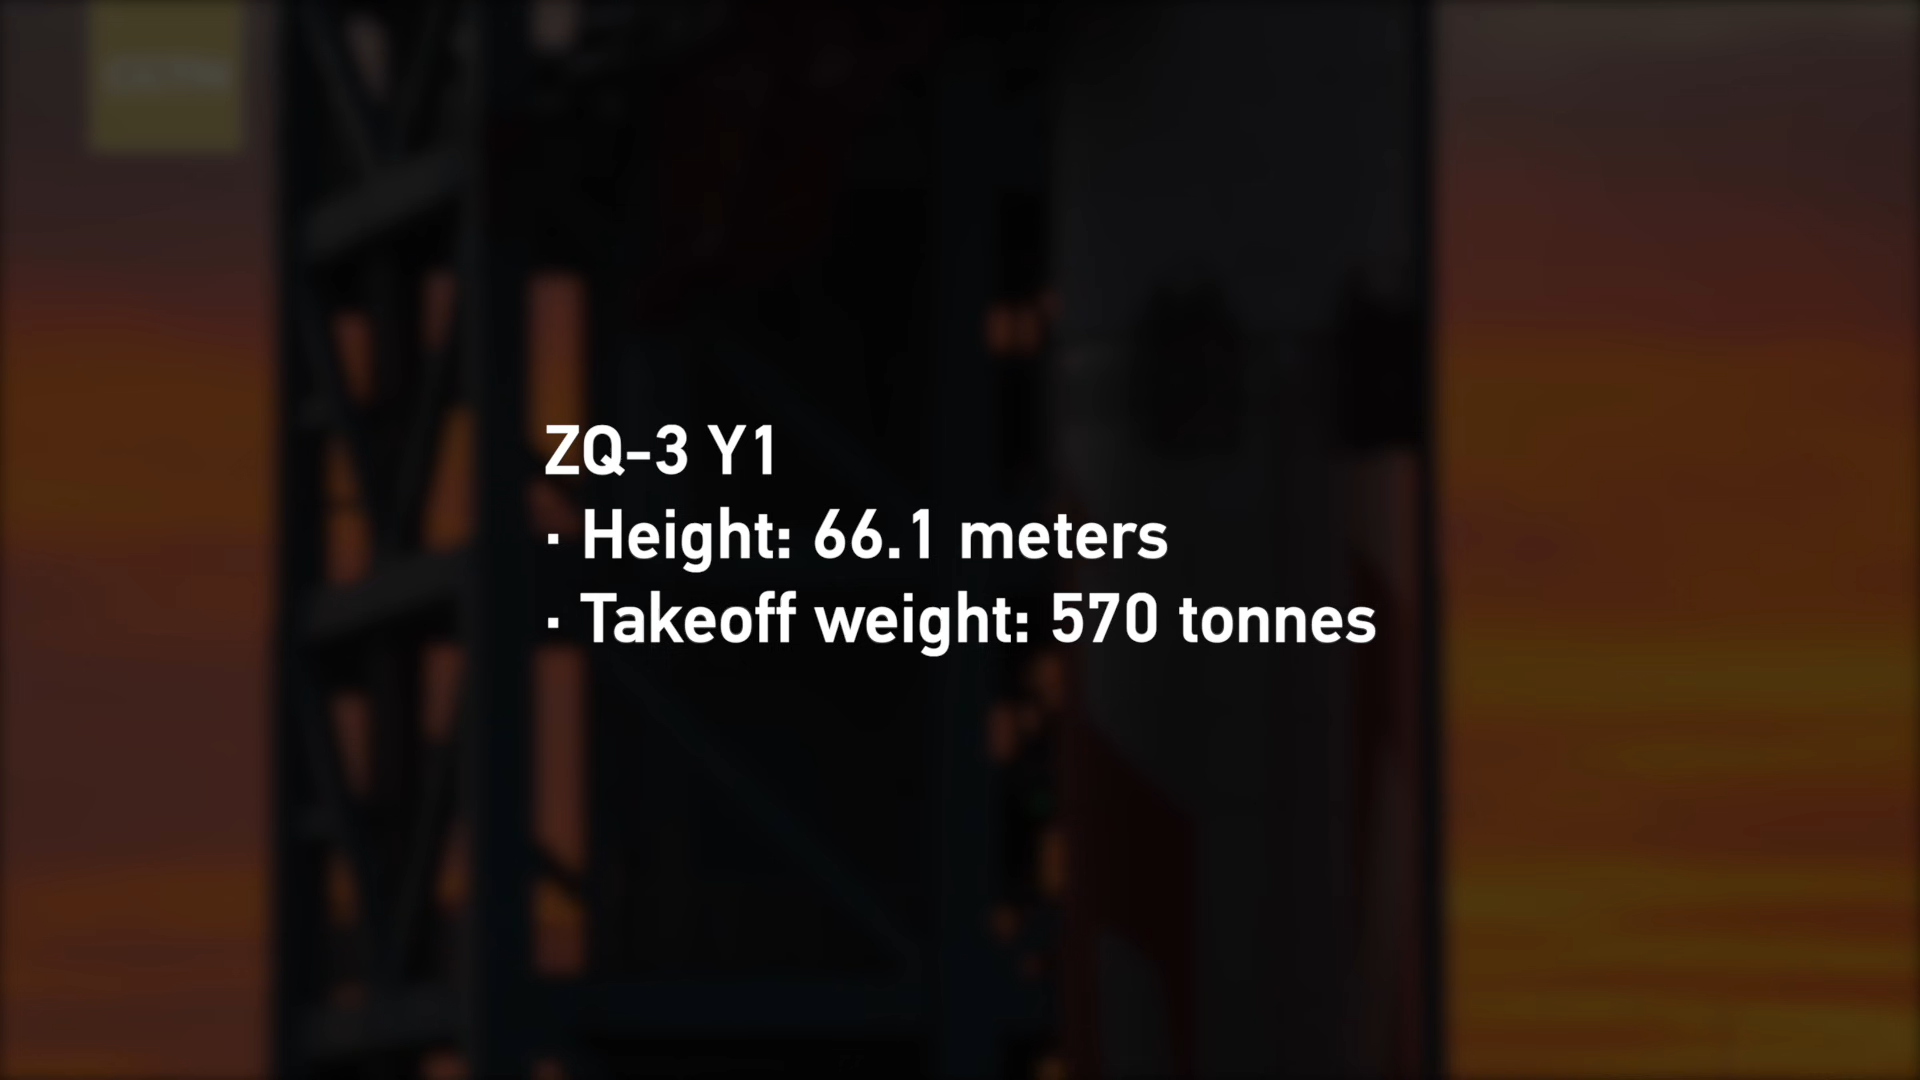 ZQ-3 Y1
· Height: 66.1 meters
· Takeoff weight: 570 tonnes